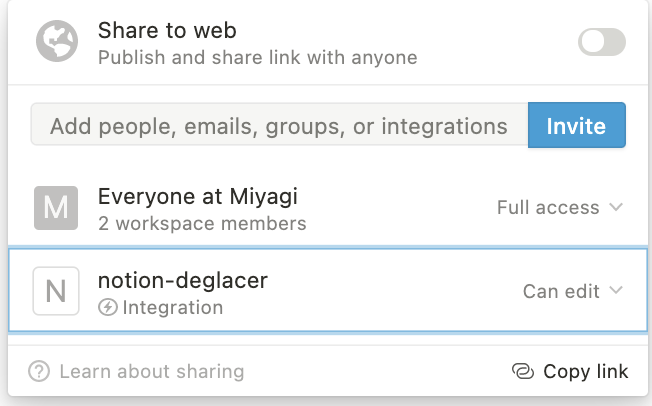 Share to web
Publish and share link with anyone
Add people, emails, groups, or integrations
Invite
M
Everyone at Miyagi
2 workspace members
Full access
N
notion-deglacer
Integration
Can edit
? Learn about sharing
Copy link